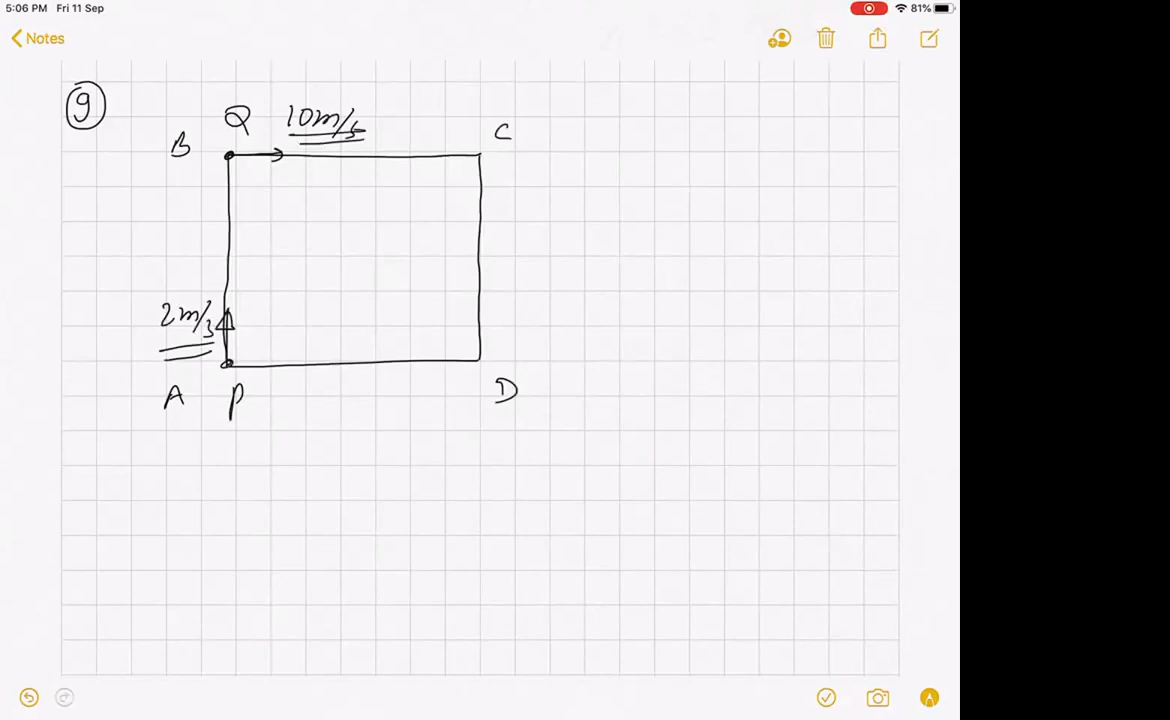 5:06 PM Fri 11 Sep
81%
Notes
9
Q 10m/s
B C
2m/s
A P D